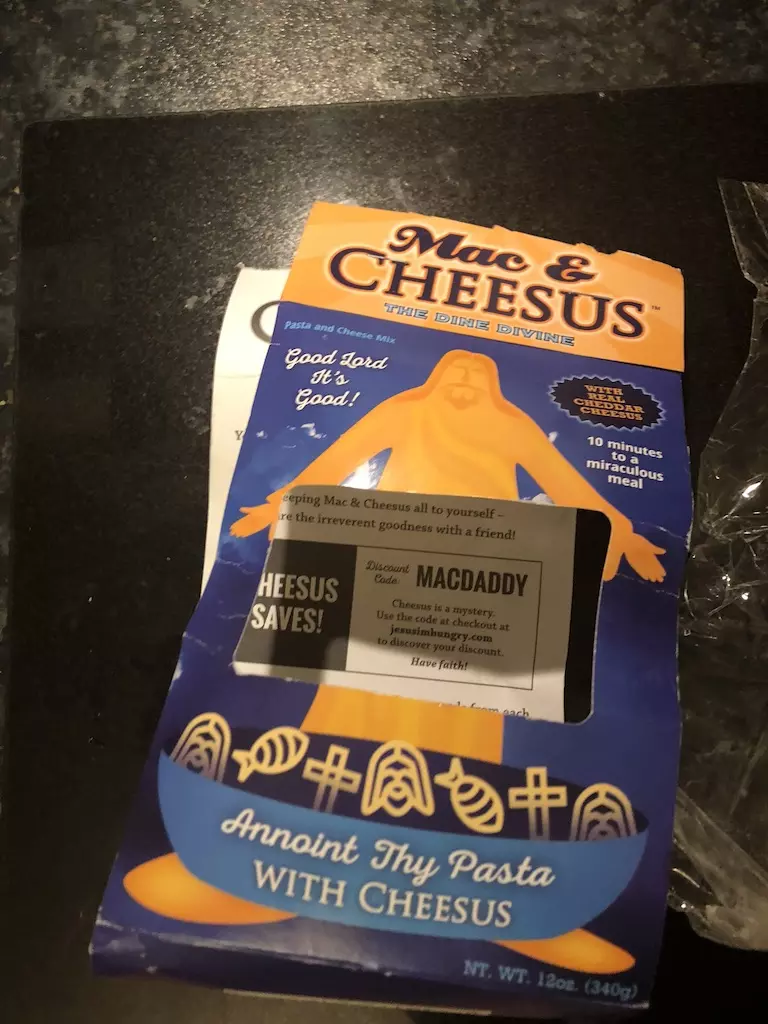 Mac &
CHEESUS™
THE DINE DIVINE
Pasta and Cheese Mix
Good Lord
It's
Good!
WITH
REAL
CHEDDAR
CHEESUS
10 minutes
to a
miraculous
meal
eeping Mac & Cheesus all to yourself –
re the irreverent goodness with a friend!
HEESUS
SAVES!
Discount
Code:
MACDADDY
Cheesus is a mystery.
Use the code at checkout at
jesusimhungry.com
to discover your discount.
Have faith!
from each
Annoint Thy Pasta
WITH CHEESUS
NT. WT. 12oz. (340g)